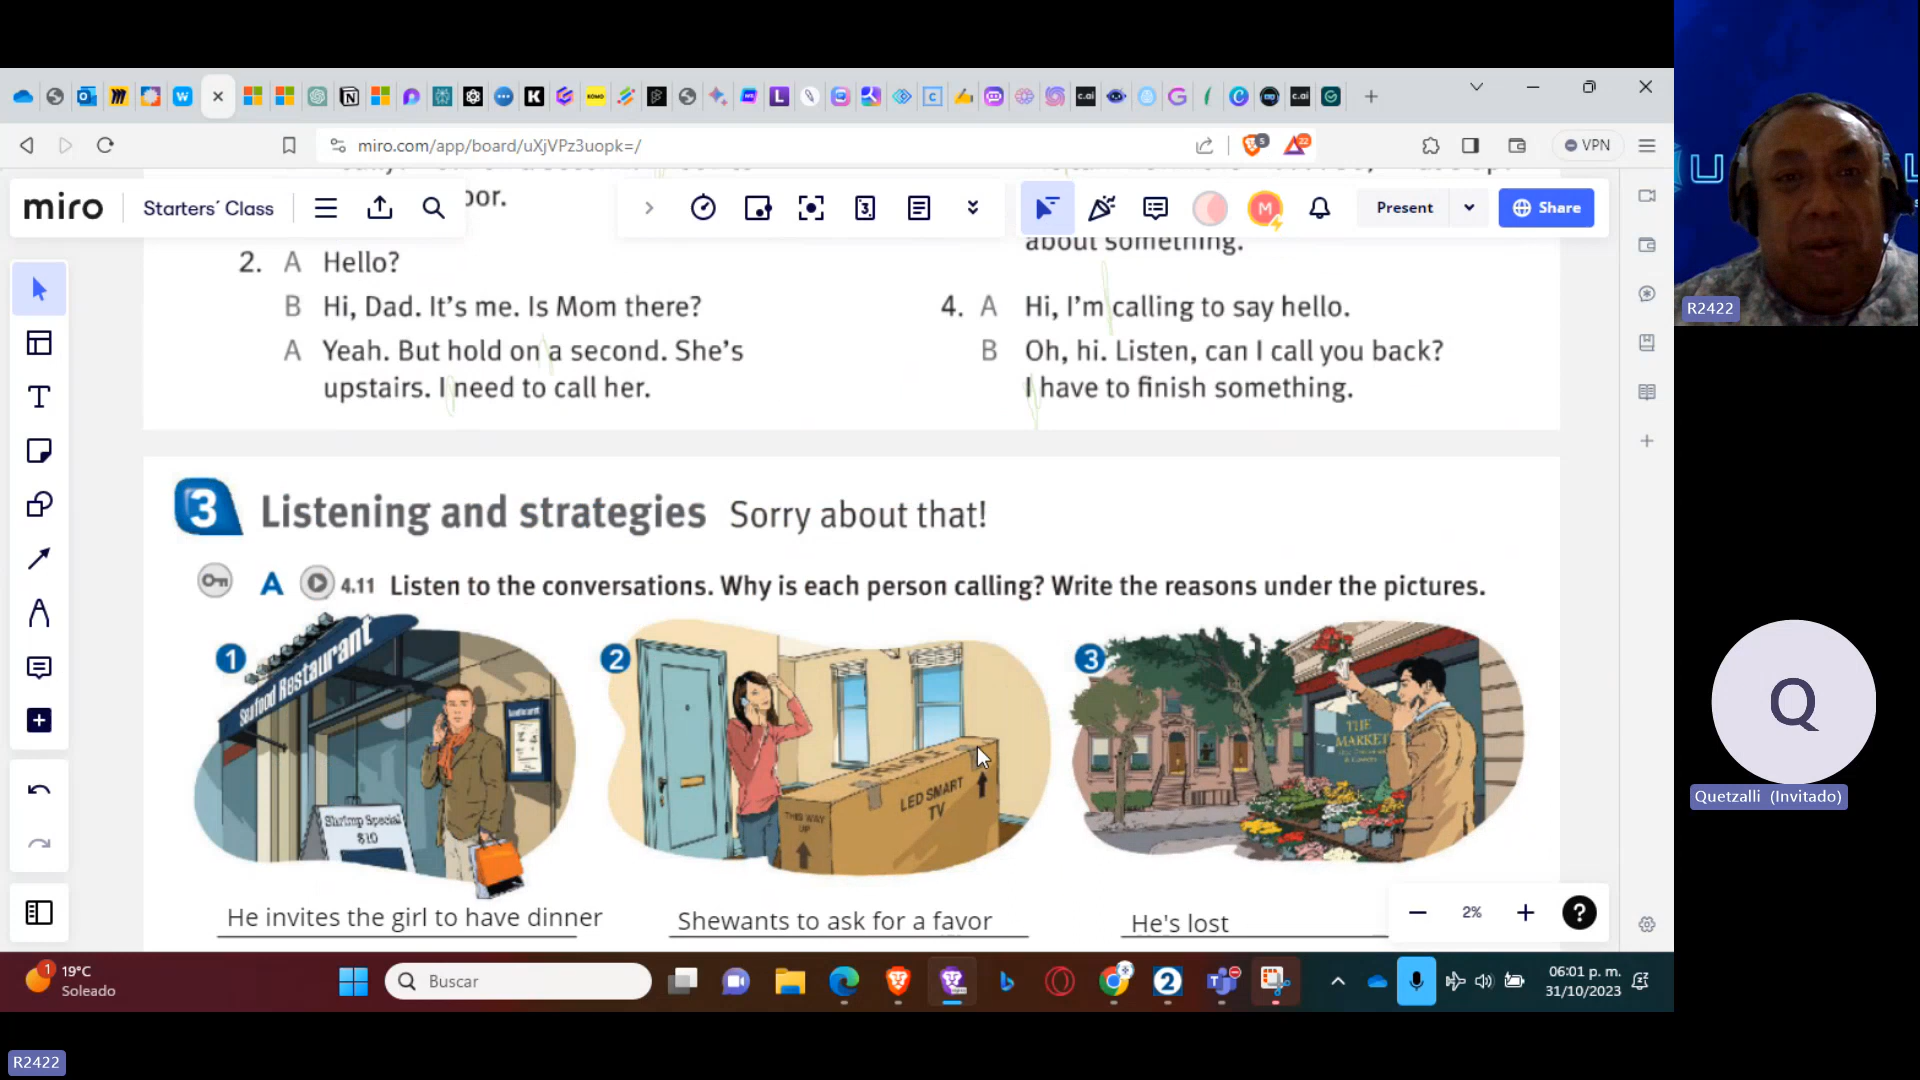 miro.com/app/board/uXjVPz3uopk=/
VPN
miro
Starters´ Class
oor.
Present
Share
about something.
2. A Hello?
B Hi, Dad. It's me. Is Mom there?
A Yeah. But hold on a second. She's
upstairs. I need to call her.
4. A Hi, I'm calling to say hello.
B Oh, hi. Listen, can I call you back?
I have to finish something.
3 Listening and strategies Sorry about that!
A 4.11 Listen to the conversations. Why is each person calling? Write the reasons under the pictures.
1
Seafood Restaurant
Shrimp Special
$10
2
THIS WAY
UP
LED SMART
TV
3
THE
MARKET
He invites the girl to have dinner
Shewants to ask for a favor
He's lost
2%
19°C
Soleado
Buscar
06:01 p. m.
31/10/2023
R2422
Q
Quetzalli (Invitado)
R2422